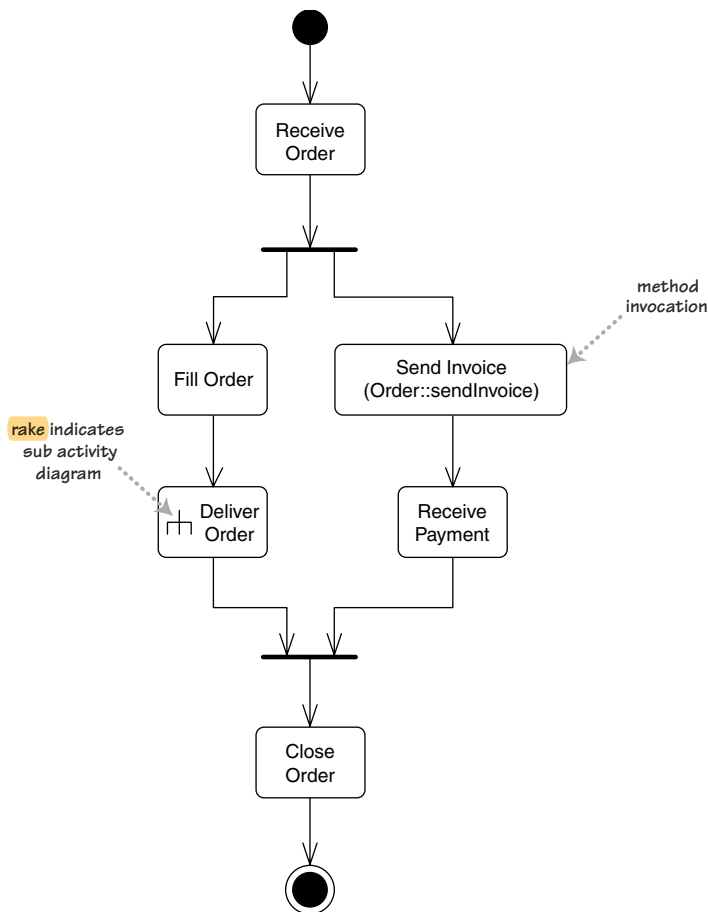 Receive
Order
method
invocation
Fill Order
Send Invoice
(Order::sendInvoice)
rake indicates
sub activity
diagram
Deliver
Order
Receive
Payment
Close
Order